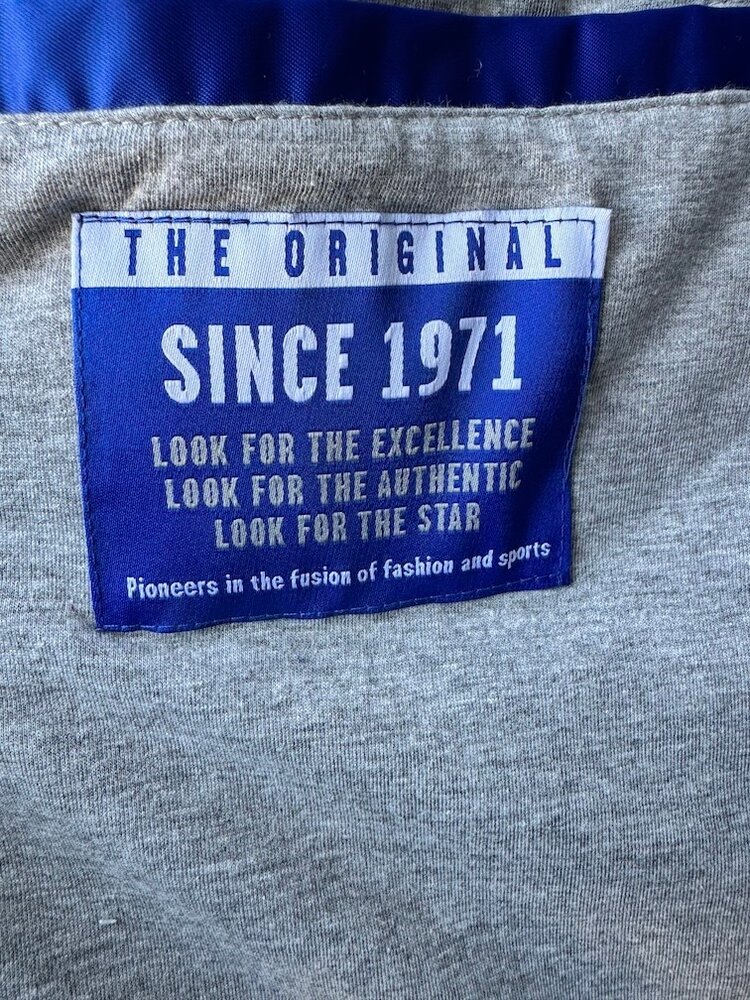 THE ORIGINAL
SINCE 1971
LOOK FOR THE EXCELLENCE
LOOK FOR THE AUTHENTIC
LOOK FOR THE STAR
Pioneers in the fusion of fashion and sports